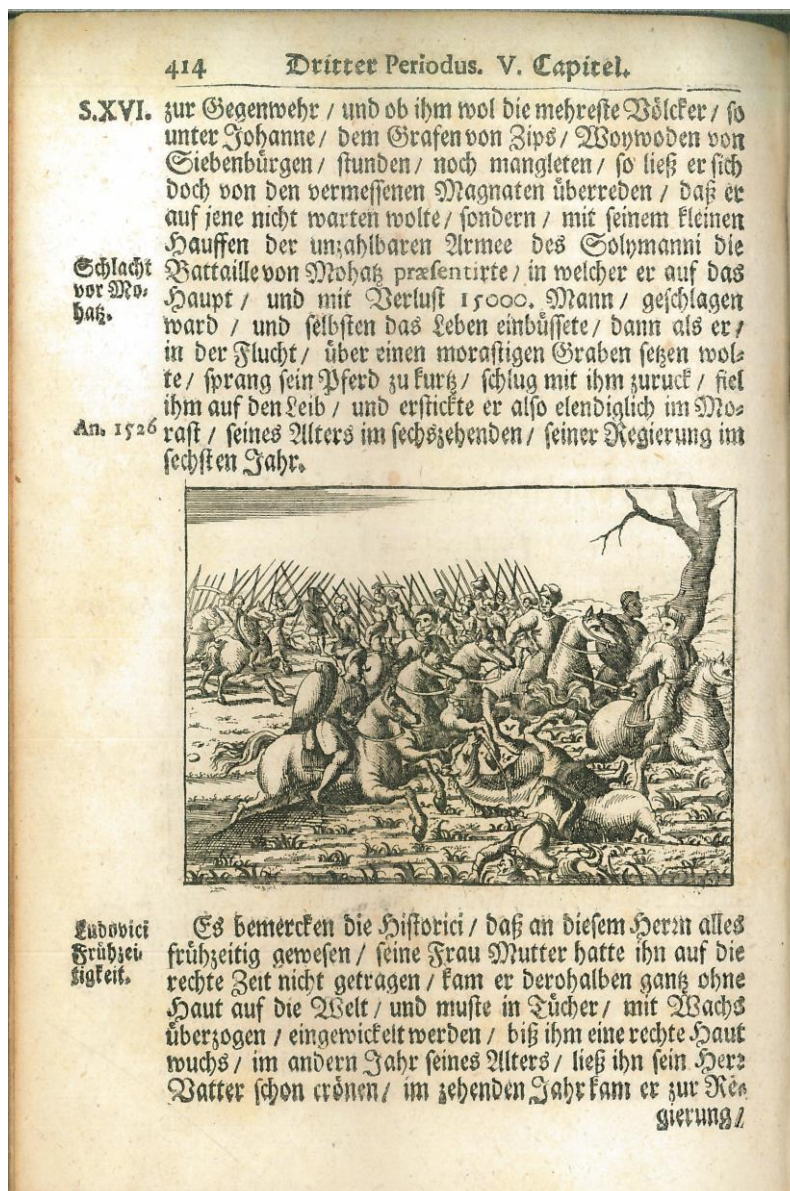 414 Dritter Periodus. V. Capitel.
S.XVI.
zur Gegenwehr / und ob ihm wol die mehreste Völcker / so
unter Johanne / dem Grafen von Zips / Woywoden von
Siebenbürgen / stunden / noch mangleten / so ließ er sich
doch von den vermessenen Magnaten überreden / daß er
auf jene nicht warten wolte / sondern / mit seinem kleinen
Hauffen der unzahlbaren Armee des Solymanni die
Battaille von Mohatz præsentirte / in welcher er auf das
Haupt / und mit Verlust 15000. Mann / geschlagen
ward / und selbsten das Leben einbüssete / dann als er /
in der Flucht / über einen morastigen Graben setzen wol-
te / sprang sein Pferd zu kurtz / schlug mit ihm zuruck / fiel
ihm auf den Leib / und erstickte er also elendiglich im Mo-
rast / seines Alters im sechszehenden / seiner Regierung im
sechsten Jahr.
Schlacht
vor Mo-
hatz.
An. 1526
Ludovici
Frühzei-
tigkeit.
Es bemercken die Historici / daß an diesem Herrn alles
frühzeitig gewesen / seine Frau Mutter hatte ihn auf die
rechte Zeit nicht getragen / kam er derohalben gantz ohne
Haut auf die Welt / und muste in Tücher / mit Wachs
überzogen / eingewickelt werden / biß ihm eine rechte Haut
wuchs / im andern Jahr seines Alters / ließ ihn sein Herr
Vatter schon crönen / im zehenden Jahr kam er zur Re-
gierung /